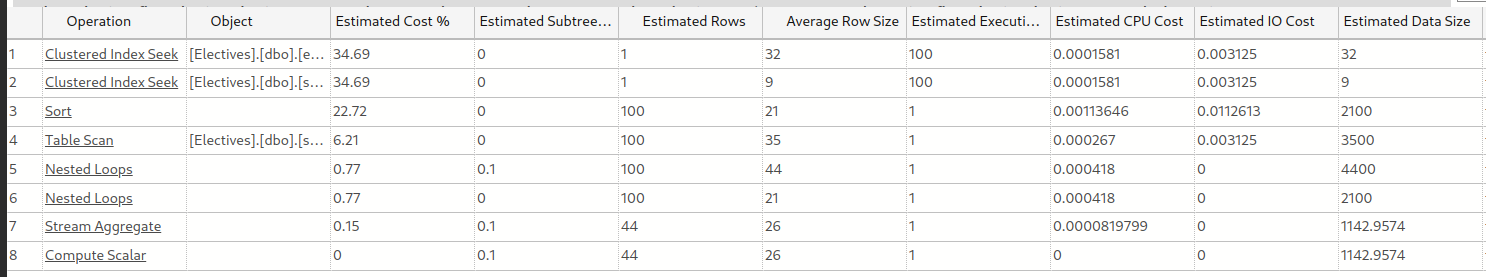 Operation Object Estimated Cost % Estimated Subtree... Estimated Rows Average Row Size Estimated Executi... Estimated CPU Cost Estimated IO Cost Estimated Data Size
1 Clustered Index Seek [Electives].[dbo].[e... 34.69 0 1 32 100 0.0001581 0.003125 32
2 Clustered Index Seek [Electives].[dbo].[s... 34.69 0 1 9 100 0.0001581 0.003125 9
3 Sort 22.72 0 100 21 1 0.00113646 0.0112613 2100
4 Table Scan [Electives].[dbo].[s... 6.21 0 100 35 1 0.000267 0.003125 3500
5 Nested Loops 0.77 0.1 100 44 1 0.000418 0 4400
6 Nested Loops 0.77 0 100 21 1 0.000418 0 2100
7 Stream Aggregate 0.15 0.1 44 26 1 0.0000819799 0 1142.9574
8 Compute Scalar 0 0.1 44 26 1 0 0 1142.9574